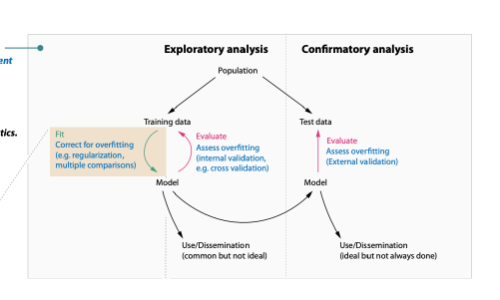 ent
tics.
Exploratory analysis
Confirmatory analysis
Population
Training data
Test data
Fit
Correct for overfitting
(e.g. regularization,
multiple comparisons)
Evaluate
Assess overfitting
(internal validation,
e.g. cross validation)
Evaluate
Assess overfitting
(External validation)
Model
Model
Use/Dissemination
(common but not ideal)
Use/Dissemination
(ideal but not always done)